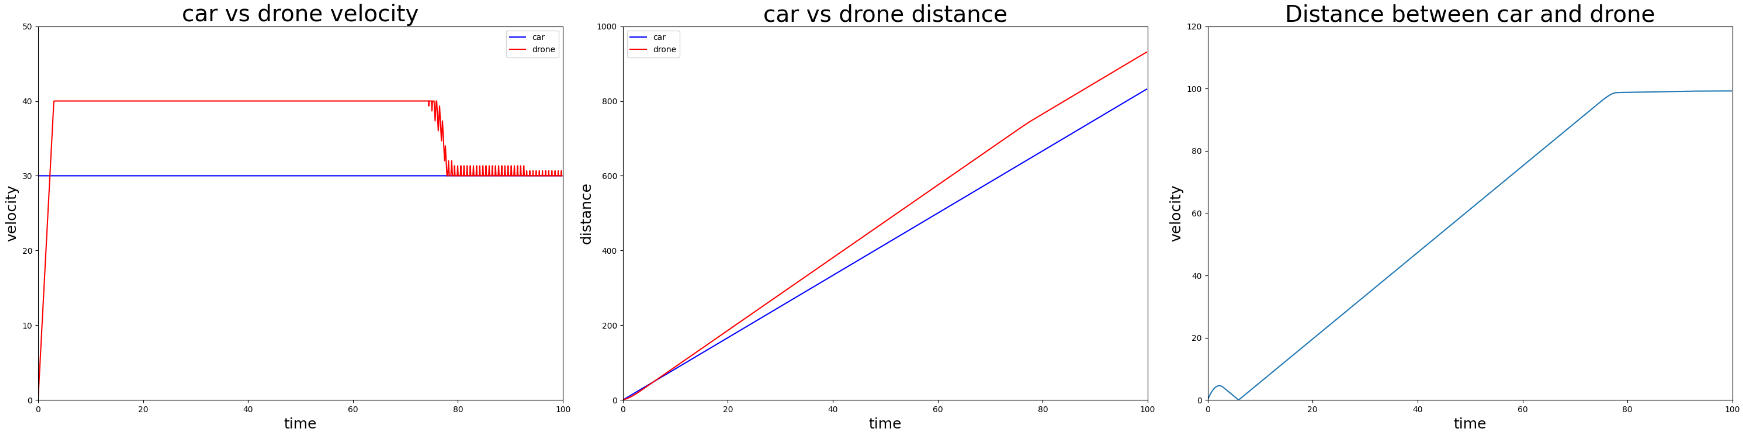 car vs drone velocity
50
40
30
20
10
0
velocity
car
drone
0 20 40 60 80 100
time
car vs drone distance
1000
800
600
400
200
0
distance
car
drone
0 20 40 60 80 100
time
Distance between car and drone
120
100
80
60
40
20
0
velocity
0 20 40 60 80 100
time